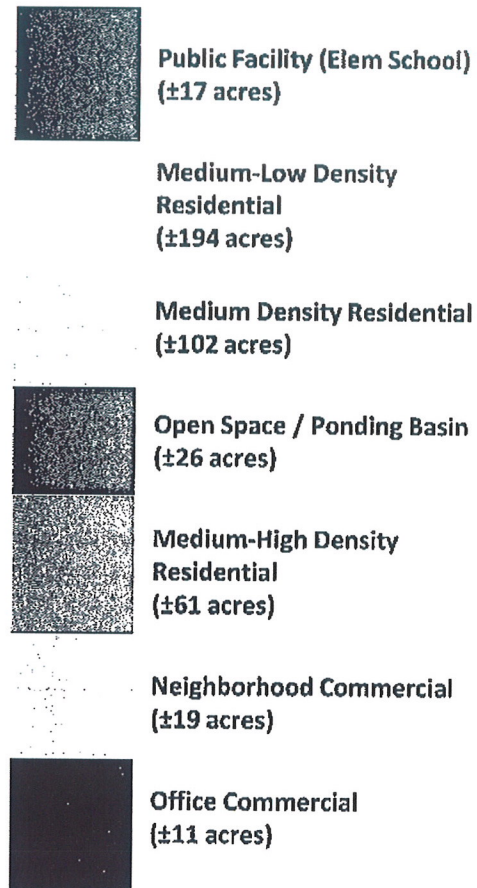 Public Facility (Elem School)
(±17 acres)
Medium-Low Density
Residential
(±194 acres)
Medium Density Residential
(±102 acres)
Open Space / Ponding Basin
(±26 acres)
Medium-High Density
Residential
(±61 acres)
Neighborhood Commercial
(±19 acres)
Office Commercial
(±11 acres)